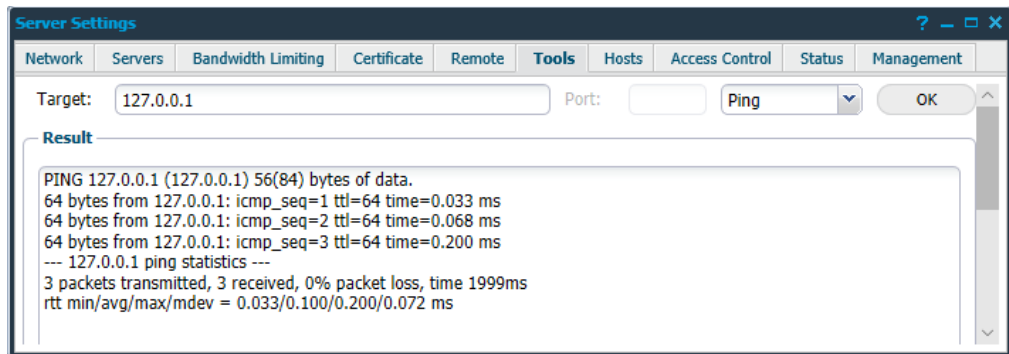 Server Settings
Network Servers Bandwidth Limiting Certificate Remote Tools Hosts Access Control Status Management
Target: 127.0.0.1 Port: Ping OK
Result
PING 127.0.0.1 (127.0.0.1) 56(84) bytes of data.
64 bytes from 127.0.0.1: icmp_seq=1 ttl=64 time=0.033 ms
64 bytes from 127.0.0.1: icmp_seq=2 ttl=64 time=0.068 ms
64 bytes from 127.0.0.1: icmp_seq=3 ttl=64 time=0.200 ms
--- 127.0.0.1 ping statistics ---
3 packets transmitted, 3 received, 0% packet loss, time 1999ms
rtt min/avg/max/mdev = 0.033/0.100/0.200/0.072 ms